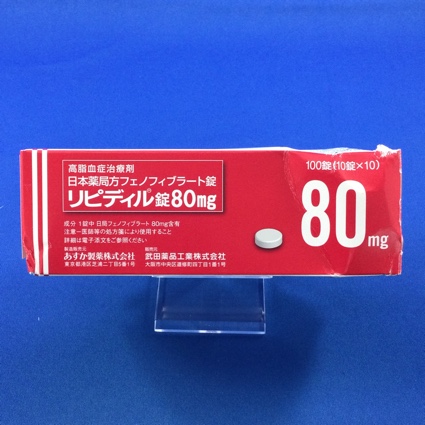 高脂血症治療剤
日本薬局方フェノフィブラート錠
リピディル®錠80mg
100錠(10錠×10)
80mg
成分 1錠中 日局フェノフィブラート 80mg含有
注意-医師等の処方箋により使用すること
詳細は電子添文をご参照ください
製造販売元
あすか製薬株式会社
東京都港区芝浦二丁目5番1号
販売元
武田薬品工業株式会社
大阪市中央区道修町四丁目1番1号